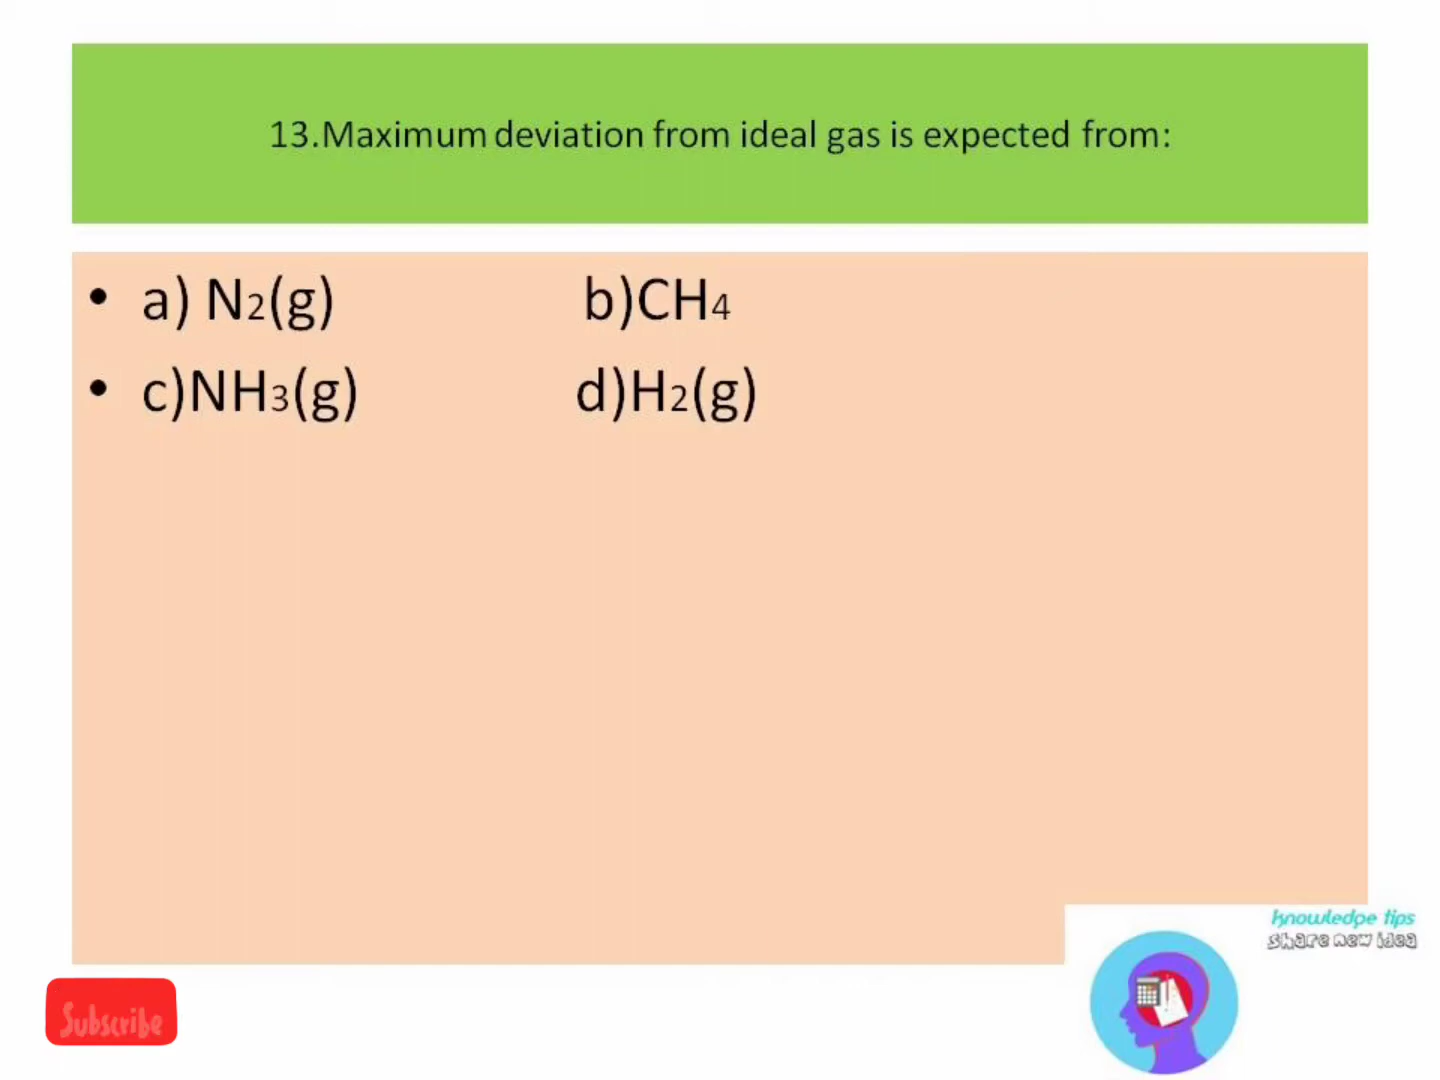 13.Maximum deviation from ideal gas is expected from:
• a) N2(g) b)CH4
• c)NH3(g) d)H2(g)
knowledge tips
share new idea
Subscribe